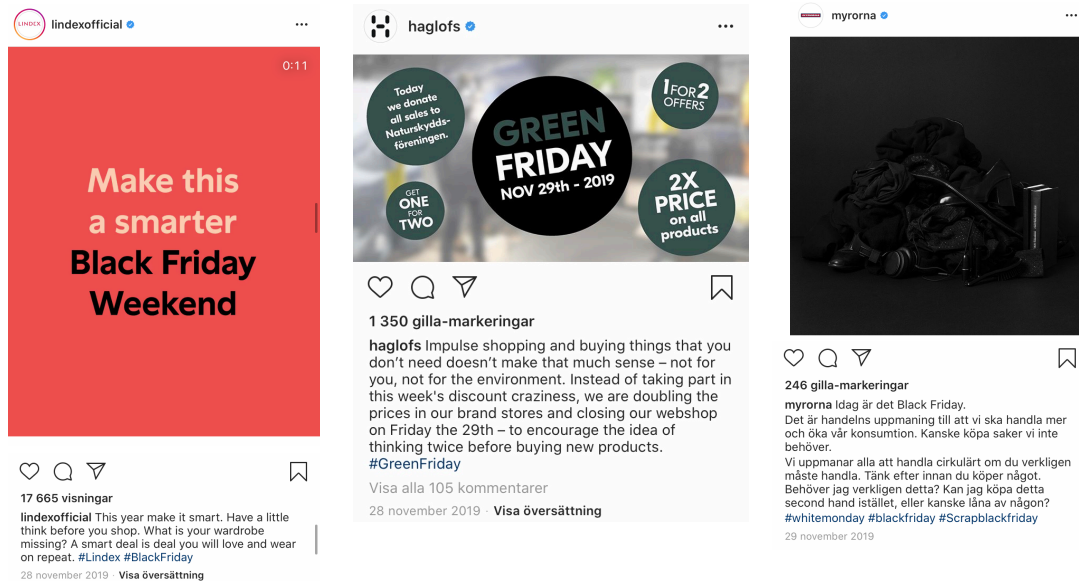 LINDEX
lindexofficial
0:11
Make this
a smarter
Black Friday
Weekend
17 665 visningar
lindexofficial This year make it smart. Have a little
think before you shop. What is your wardrobe
missing? A smart deal is deal you will love and wear
on repeat. #Lindex #BlackFriday
28 november 2019 · Visa översättning
haglofs
Today
we donate
all sales to
Naturskydds-
föreningen.
GREEN
FRIDAY
NOV 29th - 2019
1 FOR 2
OFFERS
GET
ONE
FOR
TWO
2X
PRICE
on all
products
1 350 gilla-markeringar
haglofs Impulse shopping and buying things that you
don’t need doesn’t make that much sense – not for
you, not for the environment. Instead of taking part in
this week's discount craziness, we are doubling the
prices in our brand stores and closing our webshop
on Friday the 29th – to encourage the idea of
thinking twice before buying new products.
#GreenFriday
Visa alla 105 kommentarer
28 november 2019 · Visa översättning
myrorna
246 gilla-markeringar
myrorna Idag är det Black Friday.
Det är handelns uppmaning till att vi ska handla mer
och öka vår konsumtion. Kanske köpa saker vi inte
behöver.
Vi uppmanar alla att handla cirkulärt om du verkligen
måste handla. Tänk efter innan du köper något.
Behöver jag verkligen detta? Kan jag köpa detta
second hand istället, eller kanske låna av någon?
#whitemonday #blackfriday #Scrapblackfriday
29 november 2019